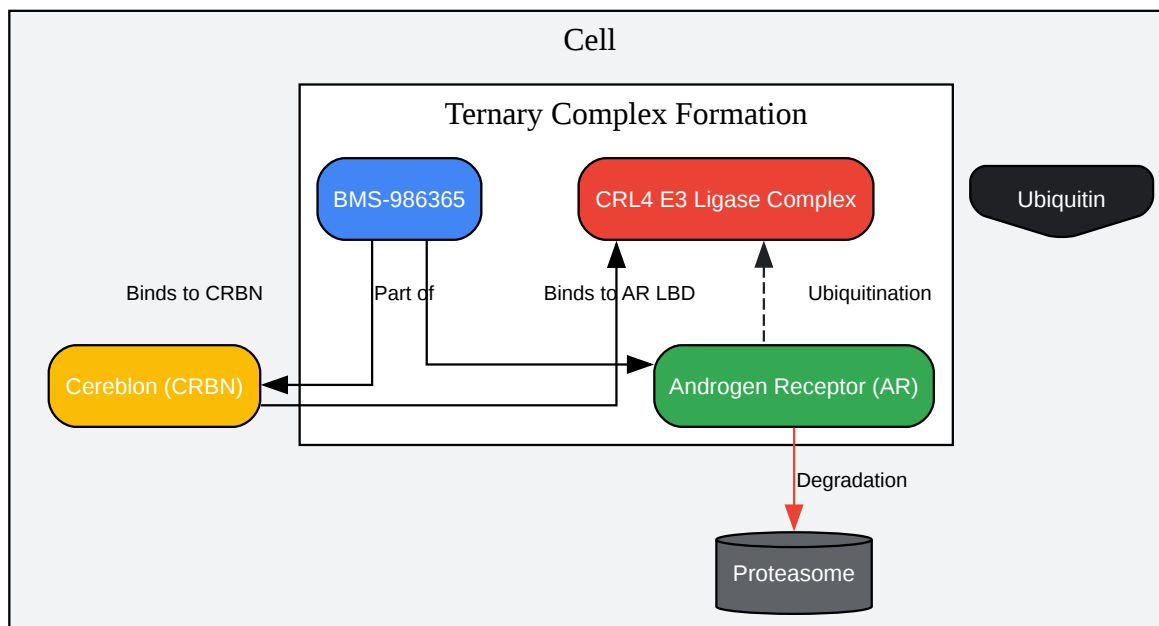 Cell
Ternary Complex Formation
BMS-986365
CRL4 E3 Ligase Complex
Ubiquitin
Binds to CRBN
Part of
Binds to AR LBD
Ubiquitination
Cereblon (CRBN)
Androgen Receptor (AR)
Degradation
Proteasome